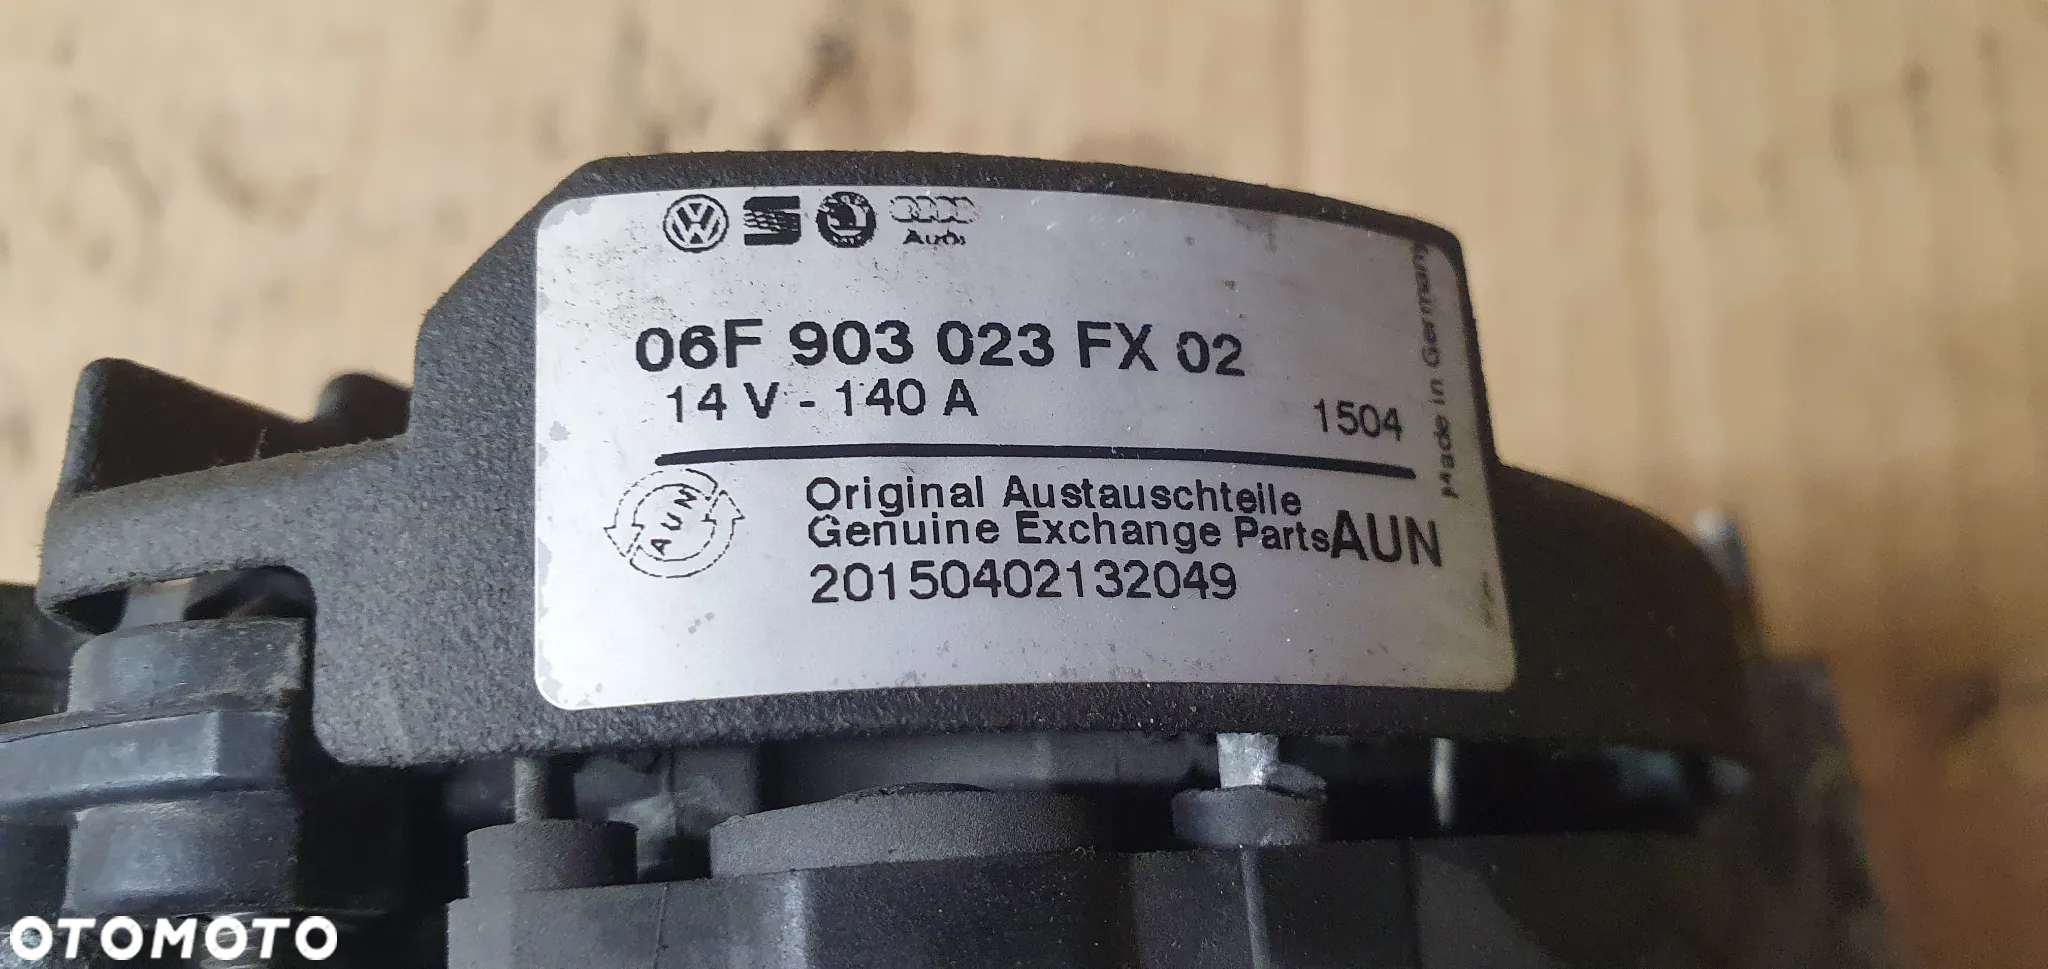 Audi
06F 903 023 FX 02
14 V - 140 A
1504
Made in Germany
AUN
Original Austauschteile
Genuine Exchange Parts AUN
20150402132049
OTOMOTO